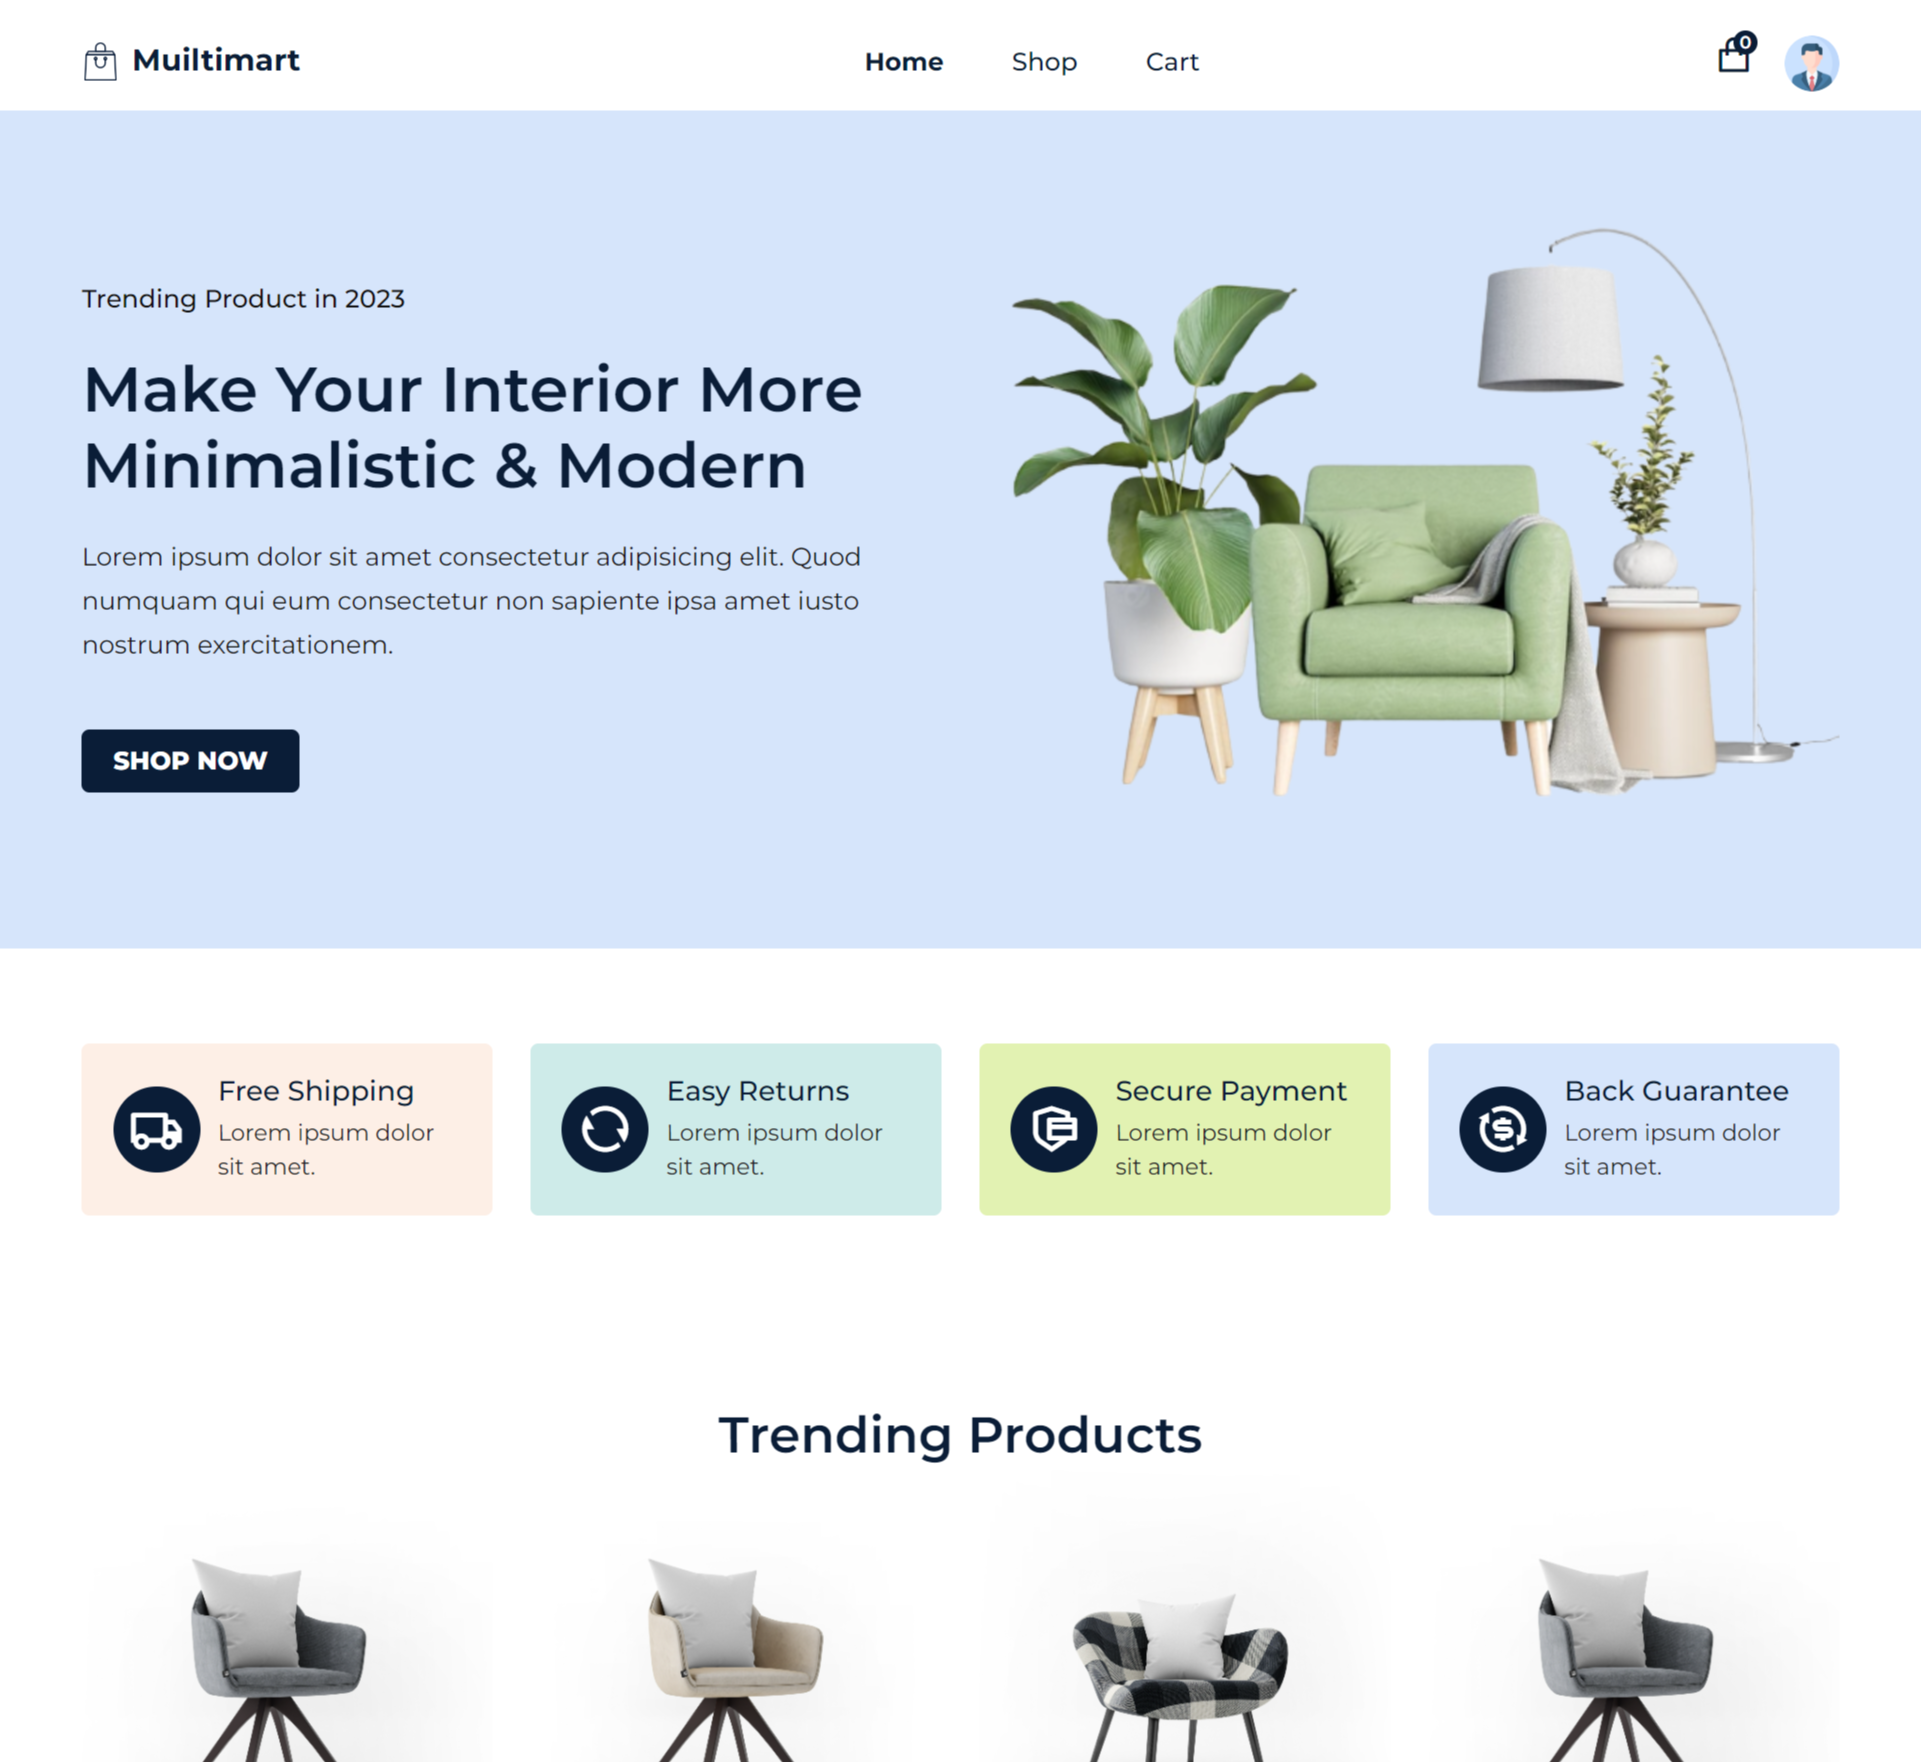 Muiltimart
Home
Shop
Cart
0
Trending Product in 2023
Make Your Interior More
Minimalistic & Modern
Lorem ipsum dolor sit amet consectetur adipisicing elit. Quod
numquam qui eum consectetur non sapiente ipsa amet iusto
nostrum exercitationem.
SHOP NOW
Free Shipping
Lorem ipsum dolor
sit amet.
Easy Returns
Lorem ipsum dolor
sit amet.
Secure Payment
Lorem ipsum dolor
sit amet.
Back Guarantee
Lorem ipsum dolor
sit amet.
Trending Products